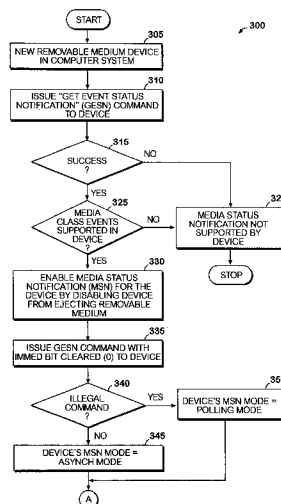 START
300
305
NEW REMOVABLE MEDIUM DEVICE
IN COMPUTER SYSTEM
310
ISSUE "GET EVENT STATUS
NOTIFICATION" (GESN) COMMAND
TO DEVICE
315
SUCCESS
?
NO
YES
325
MEDIA
CLASS EVENTS
SUPPORTED IN
DEVICE
?
NO
MEDIA STATUS
NOTIFICATION NOT
SUPPORTED BY
DEVICE
STOP
YES
330
ENABLE MEDIA STATUS
NOTIFICATION (MSN) FOR
THE DEVICE BY DISABLING DEVICE
FROM EJECTING REMOVABLE
MEDIUM
335
ISSUE GESN COMMAND WITH
IMMED BIT CLEARED (0) TO DEVICE
340
ILLEGAL
COMMAND
?
YES
DEVICE'S MSN MODE =
POLLING MODE
NO
345
DEVICE'S MSN MODE =
ASYNCH MODE
A